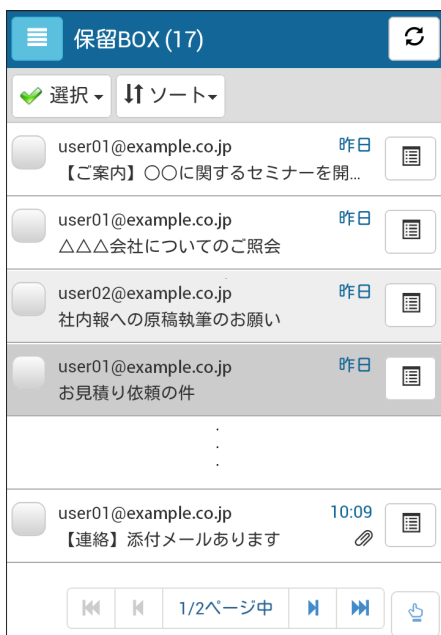 保留BOX (17)
選択 ソート
user01@example.co.jp 昨日
【ご案内】〇〇に関するセミナーを開...
user01@example.co.jp 昨日
△△△会社についてのご照会
user02@example.co.jp 昨日
社内報への原稿執筆のお願い
user01@example.co.jp 昨日
お見積り依頼の件
user01@example.co.jp 10:09
【連絡】添付メールあります
1/2ページ中